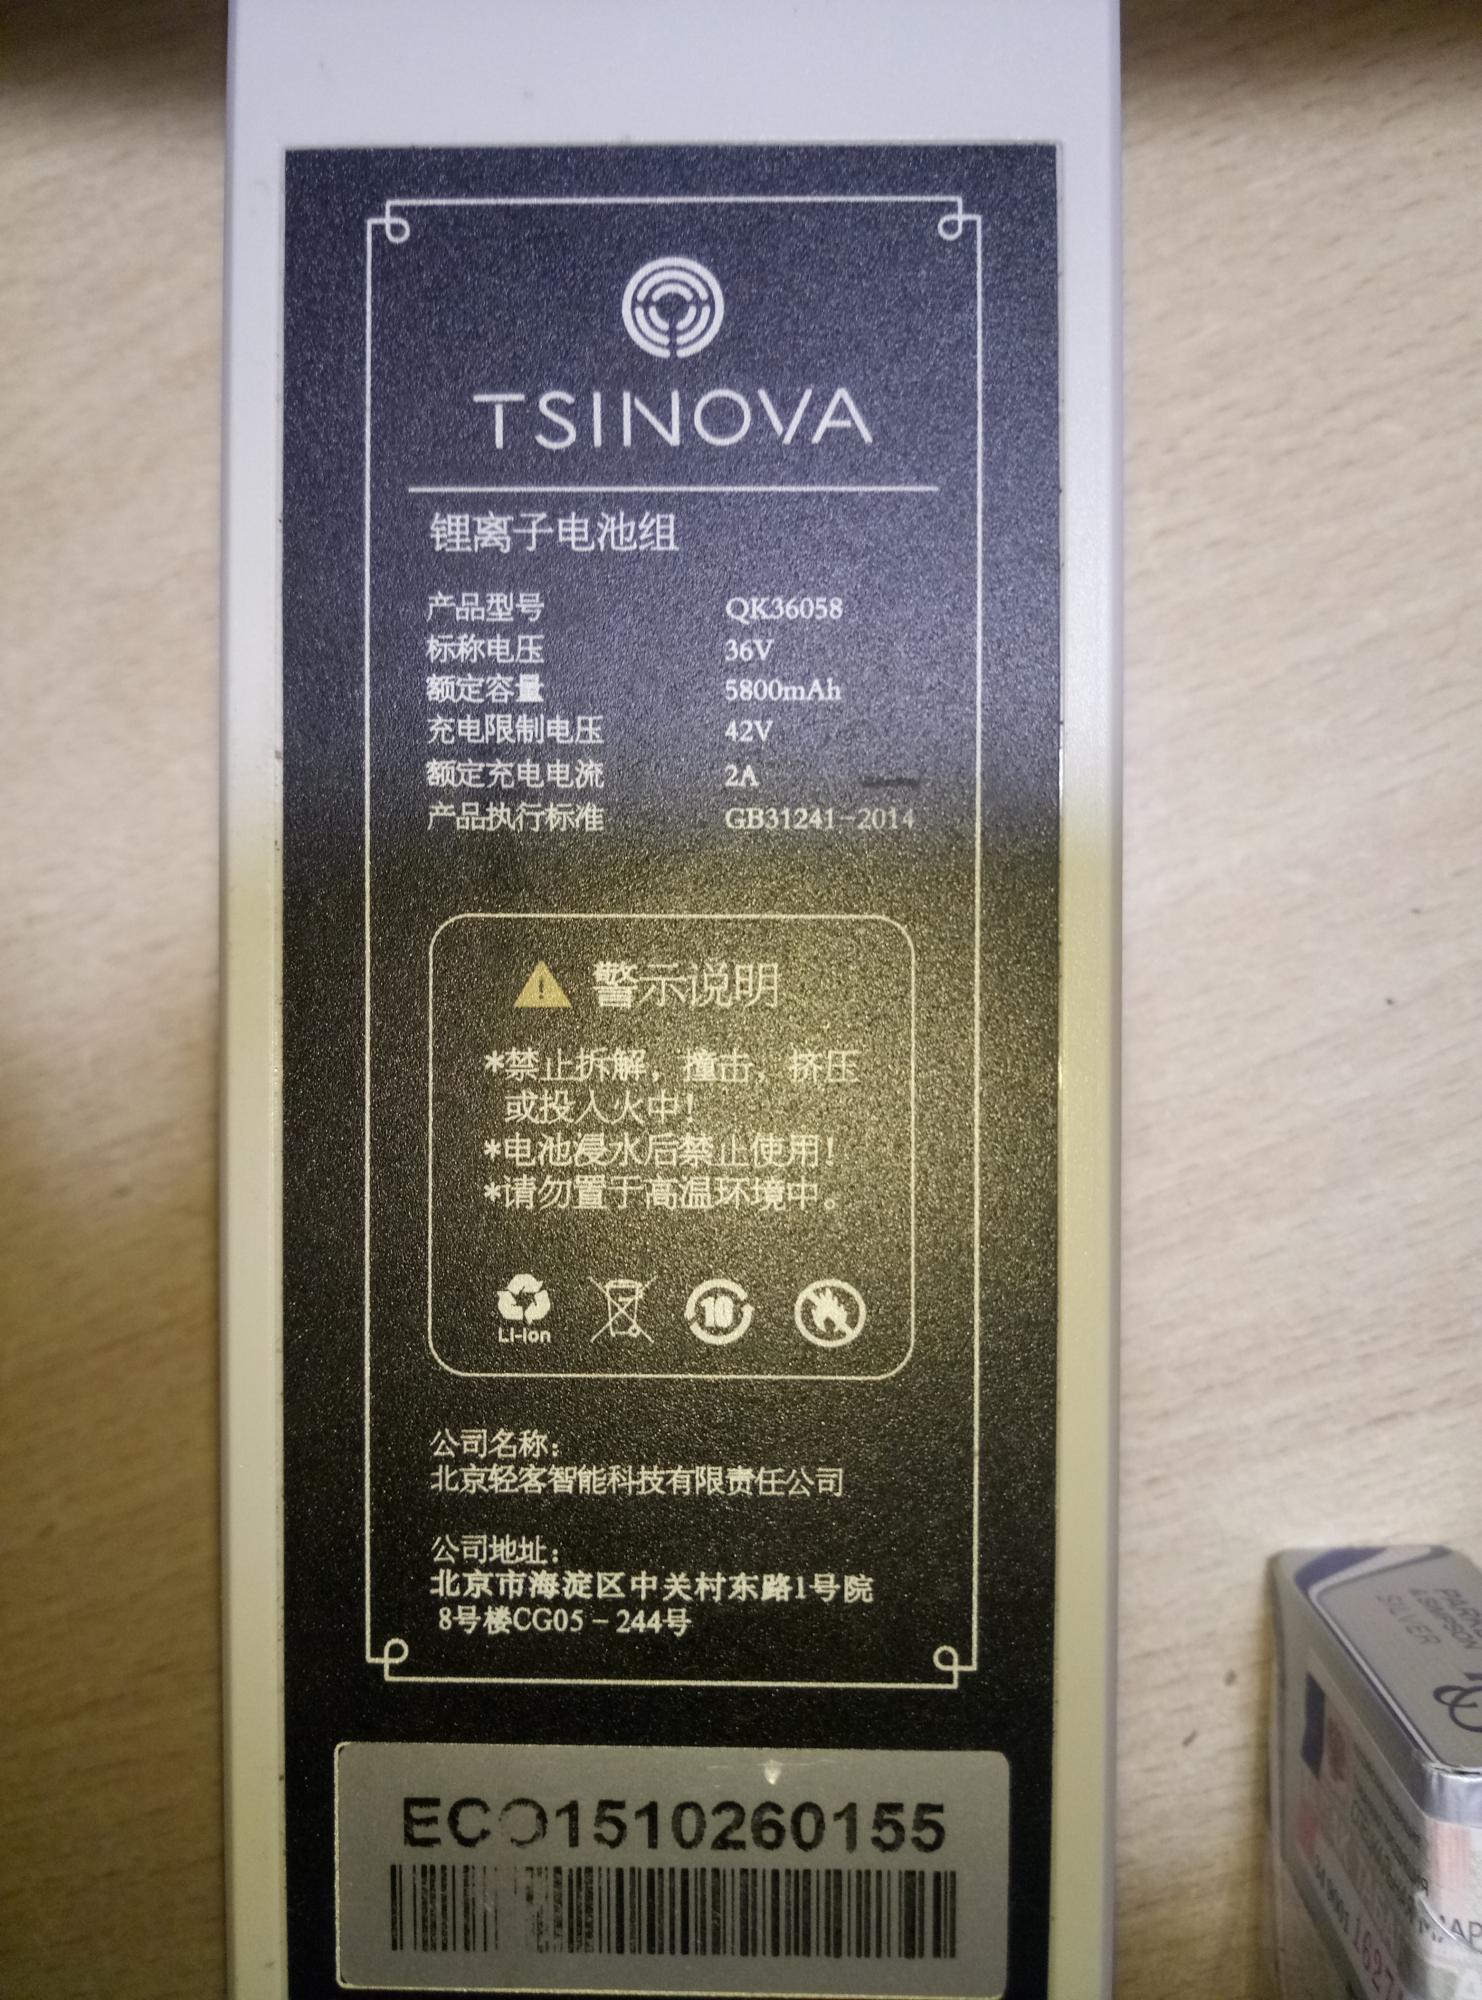 TSINOVA
锂离子电池组
产品型号 QK36058
标称电压 36V
额定容量 5800mAh
充电限制电压 42V
额定充电电流 2A
产品执行标准 GB31241-2014
警示说明
*禁止拆解，撞击，挤压
或投入火中！
*电池浸水后禁止使用！
*请勿置于高温环境中。
Li-ion
10
公司名称：
北京轻客智能科技有限责任公司
公司地址：
北京市海淀区中关村东路1号院
8号楼CG05-244号
ECO1510260155
SILVER